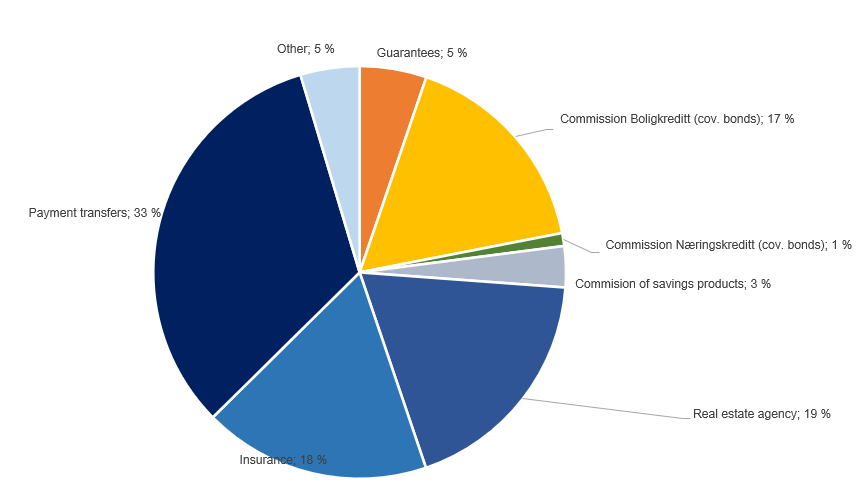 Other; 5 %
Guarantees; 5 %
Commission Boligkreditt (cov. bonds); 17 %
Payment transfers; 33 %
Commission Næringskreditt (cov. bonds); 1 %
Commision of savings products; 3 %
Real estate agency; 19 %
Insurance; 18 %